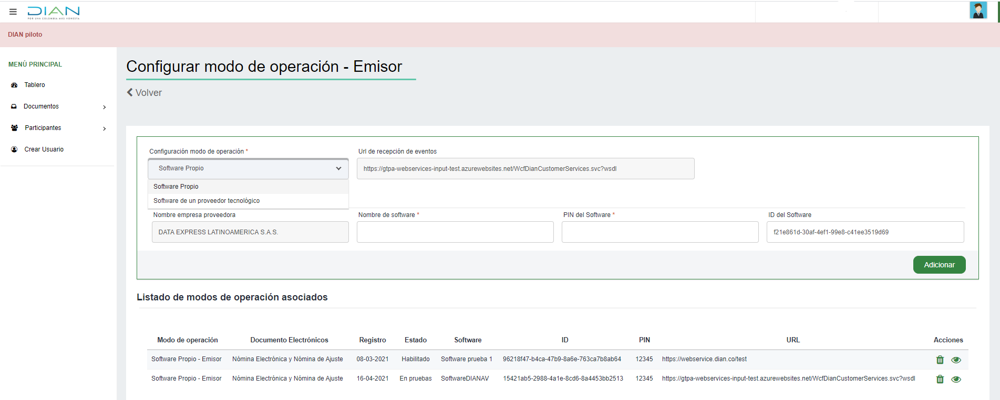 DIAN
POR UNA COLOMBIA MÁS HONESTA
DIAN piloto
MENÚ PRINCIPAL
Tablero
Documentos
Participantes
Crear Usuario
Configurar modo de operación - Emisor
Volver
Configuración modo de operación *
Url de recepción de eventos
Software Propio
https://gtpa-webservices-input-test.azurewebsites.net/WcfDianCustomerServices.svc?wsdl
Software Propio
Software de un proveedor tecnológico
Nombre empresa proveedora
Nombre de software *
PIN del Software *
ID del Software
DATA EXPRESS LATINOAMERICA S.A.S.
f21e861d-30af-4ef1-99e8-c41ee3519d69
Adicionar
Listado de modos de operación asociados
Modo de operación Documento Electrónicos Registro Estado Software ID PIN URL Acciones
Software Propio - Emisor Nómina Electrónica y Nómina de Ajuste 08-03-2021 Habilitado Software prueba 1 96218f47-b4ca-47b9-8a6e-763ca7b8ab64 12345 https://webservice.dian.co/test
Software Propio - Emisor Nómina Electrónica y Nómina de Ajuste 16-04-2021 En pruebas SoftwareDIANAV 15421ab5-2988-4a1e-8cd6-8a4453bb2513 12345 https://gtpa-webservices-input-test.azurewebsites.net/WcfDianCustomerServices.svc?wsdl